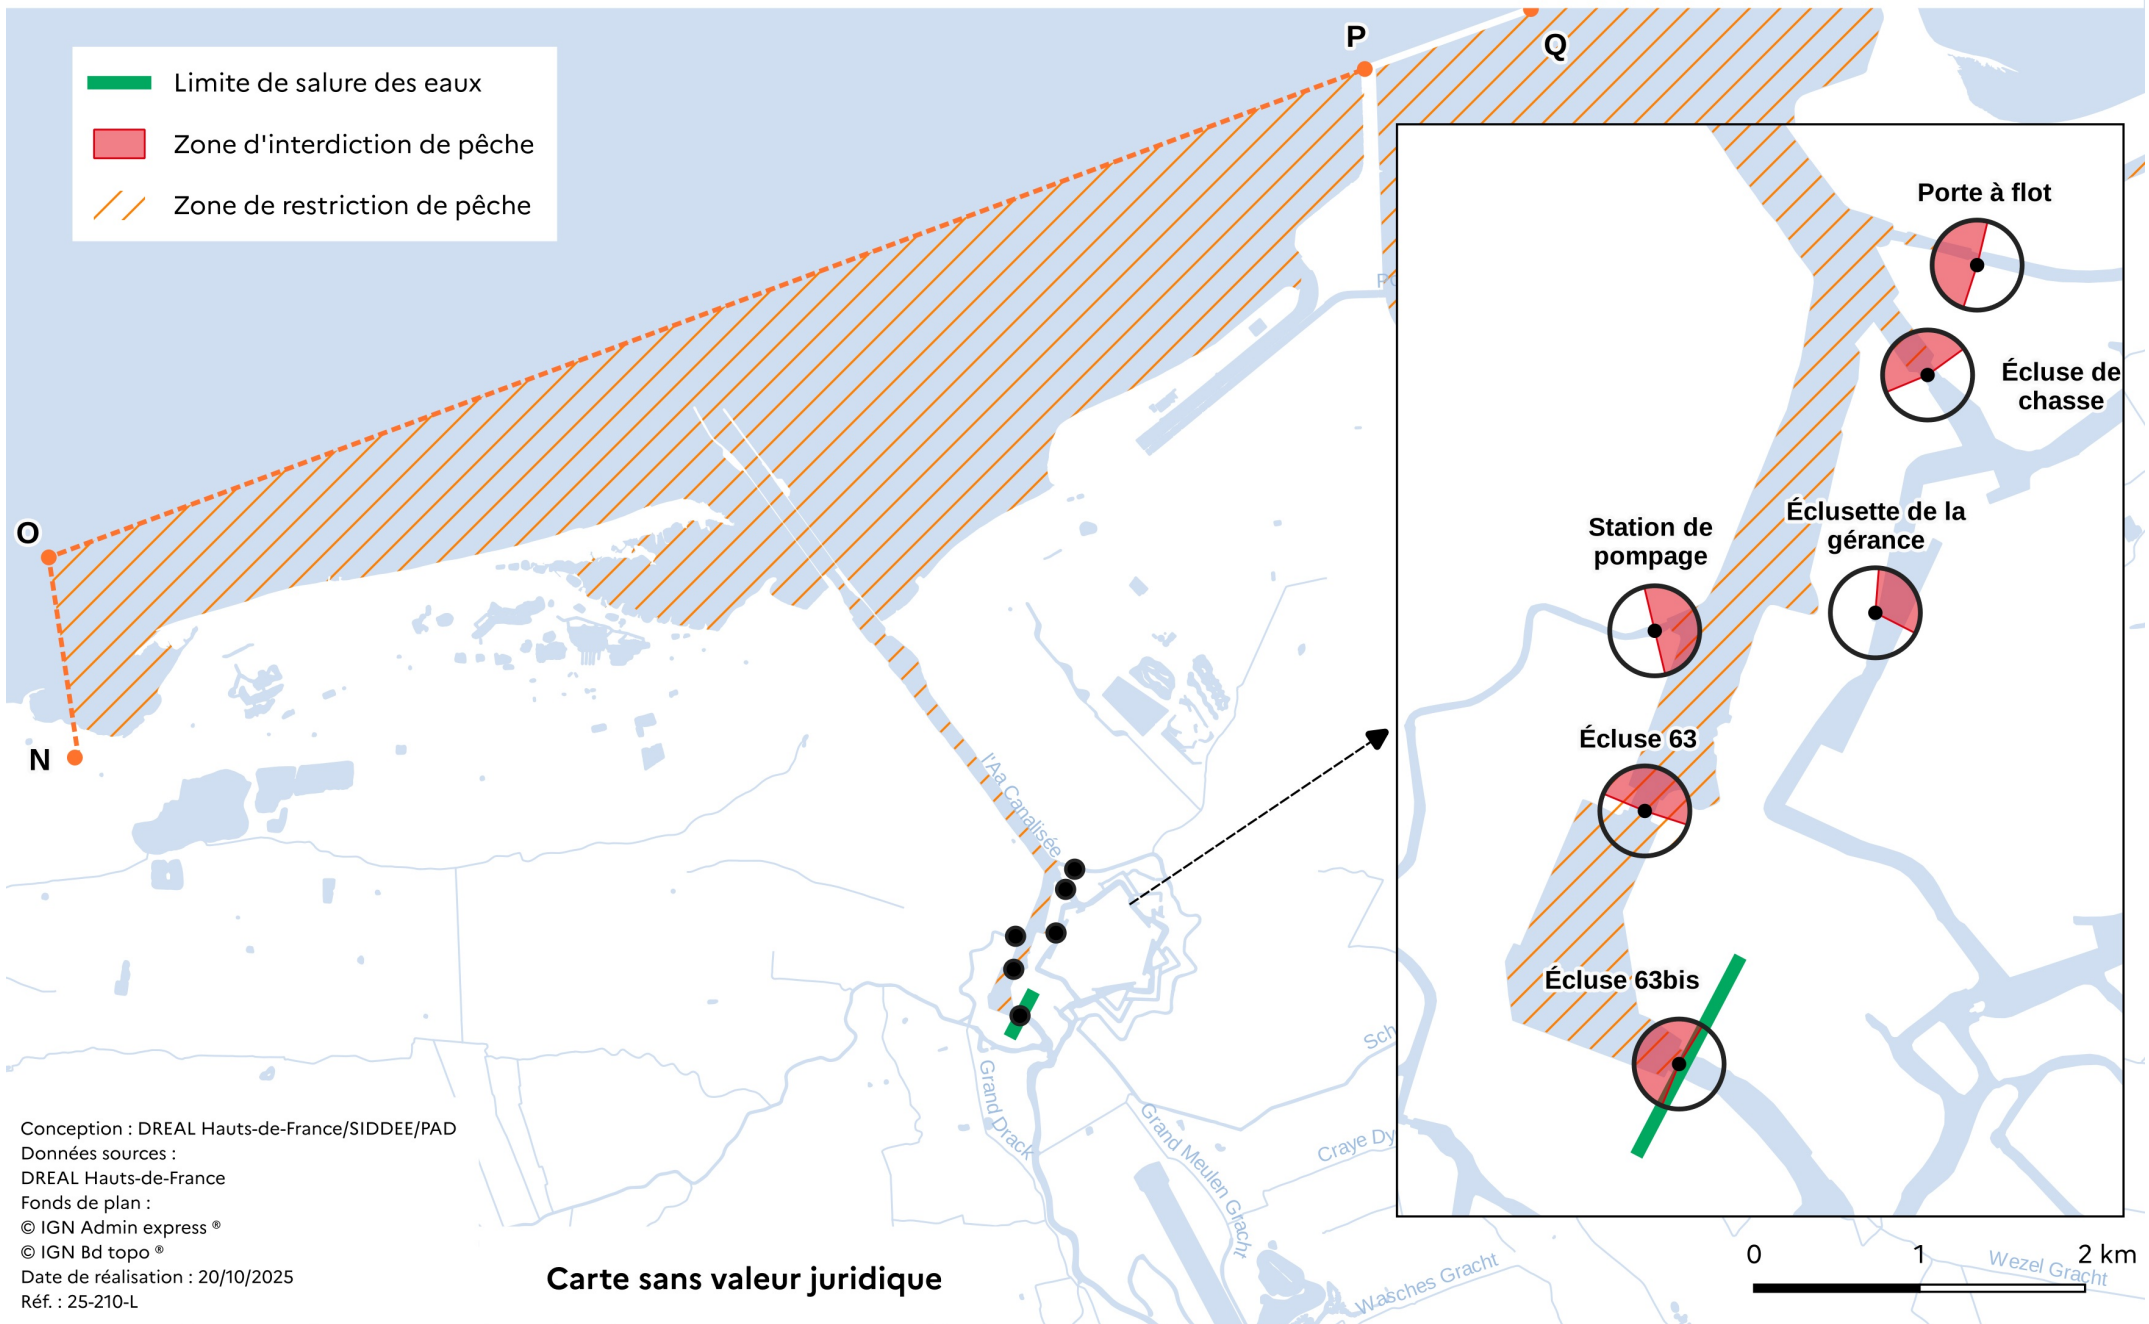 P
Q
Limite de salure des eaux
Zone d'interdiction de pêche
Zone de restriction de pêche
Porte à flot
Écluse de
chasse
Éclusette de la
gérance
Station de
pompage
O
N
Écluse 63
l'Aa Canalisée
Écluse 63bis
Sch
Grand Drack
Grand Meulen Gracht
Craye Dy
Conception : DREAL Hauts-de-France/SIDDEE/PAD
Données sources :
DREAL Hauts-de-France
Fonds de plan :
© IGN Admin express ®
© IGN Bd topo ®
Date de réalisation : 20/10/2025
Réf. : 25-210-L
Carte sans valeur juridique
Wasches Gracht
0 1 2 km
Wezel Gracht